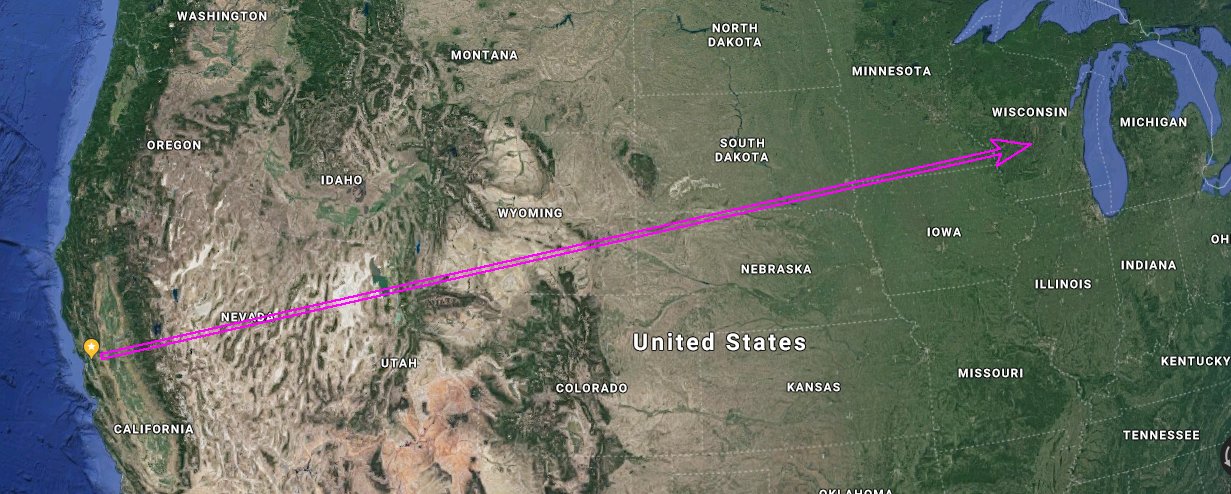 WASHINGTON
NORTH
DAKOTA
MONTANA
MINNESOTA
WISCONSIN
MICHIGAN
OREGON
SOUTH
DAKOTA
IDAHO
WYOMING
IOWA
OH
NEBRASKA
INDIANA
ILLINOIS
NEVADA
United States
UTAH
COLORADO
KANSAS
MISSOURI
KENTUCKY
CALIFORNIA
TENNESSEE
OKLAHOMA